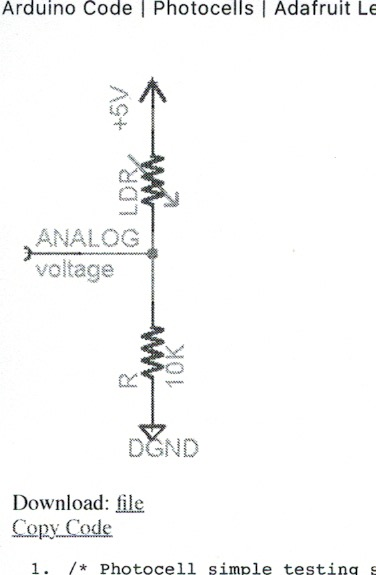 Arduino Code | Photocells | Adafruit Le
+5V
LDR
ANALOG
voltage
R
10K
DGND
Download: file
Copy Code
1. /* Photocell simple testing s